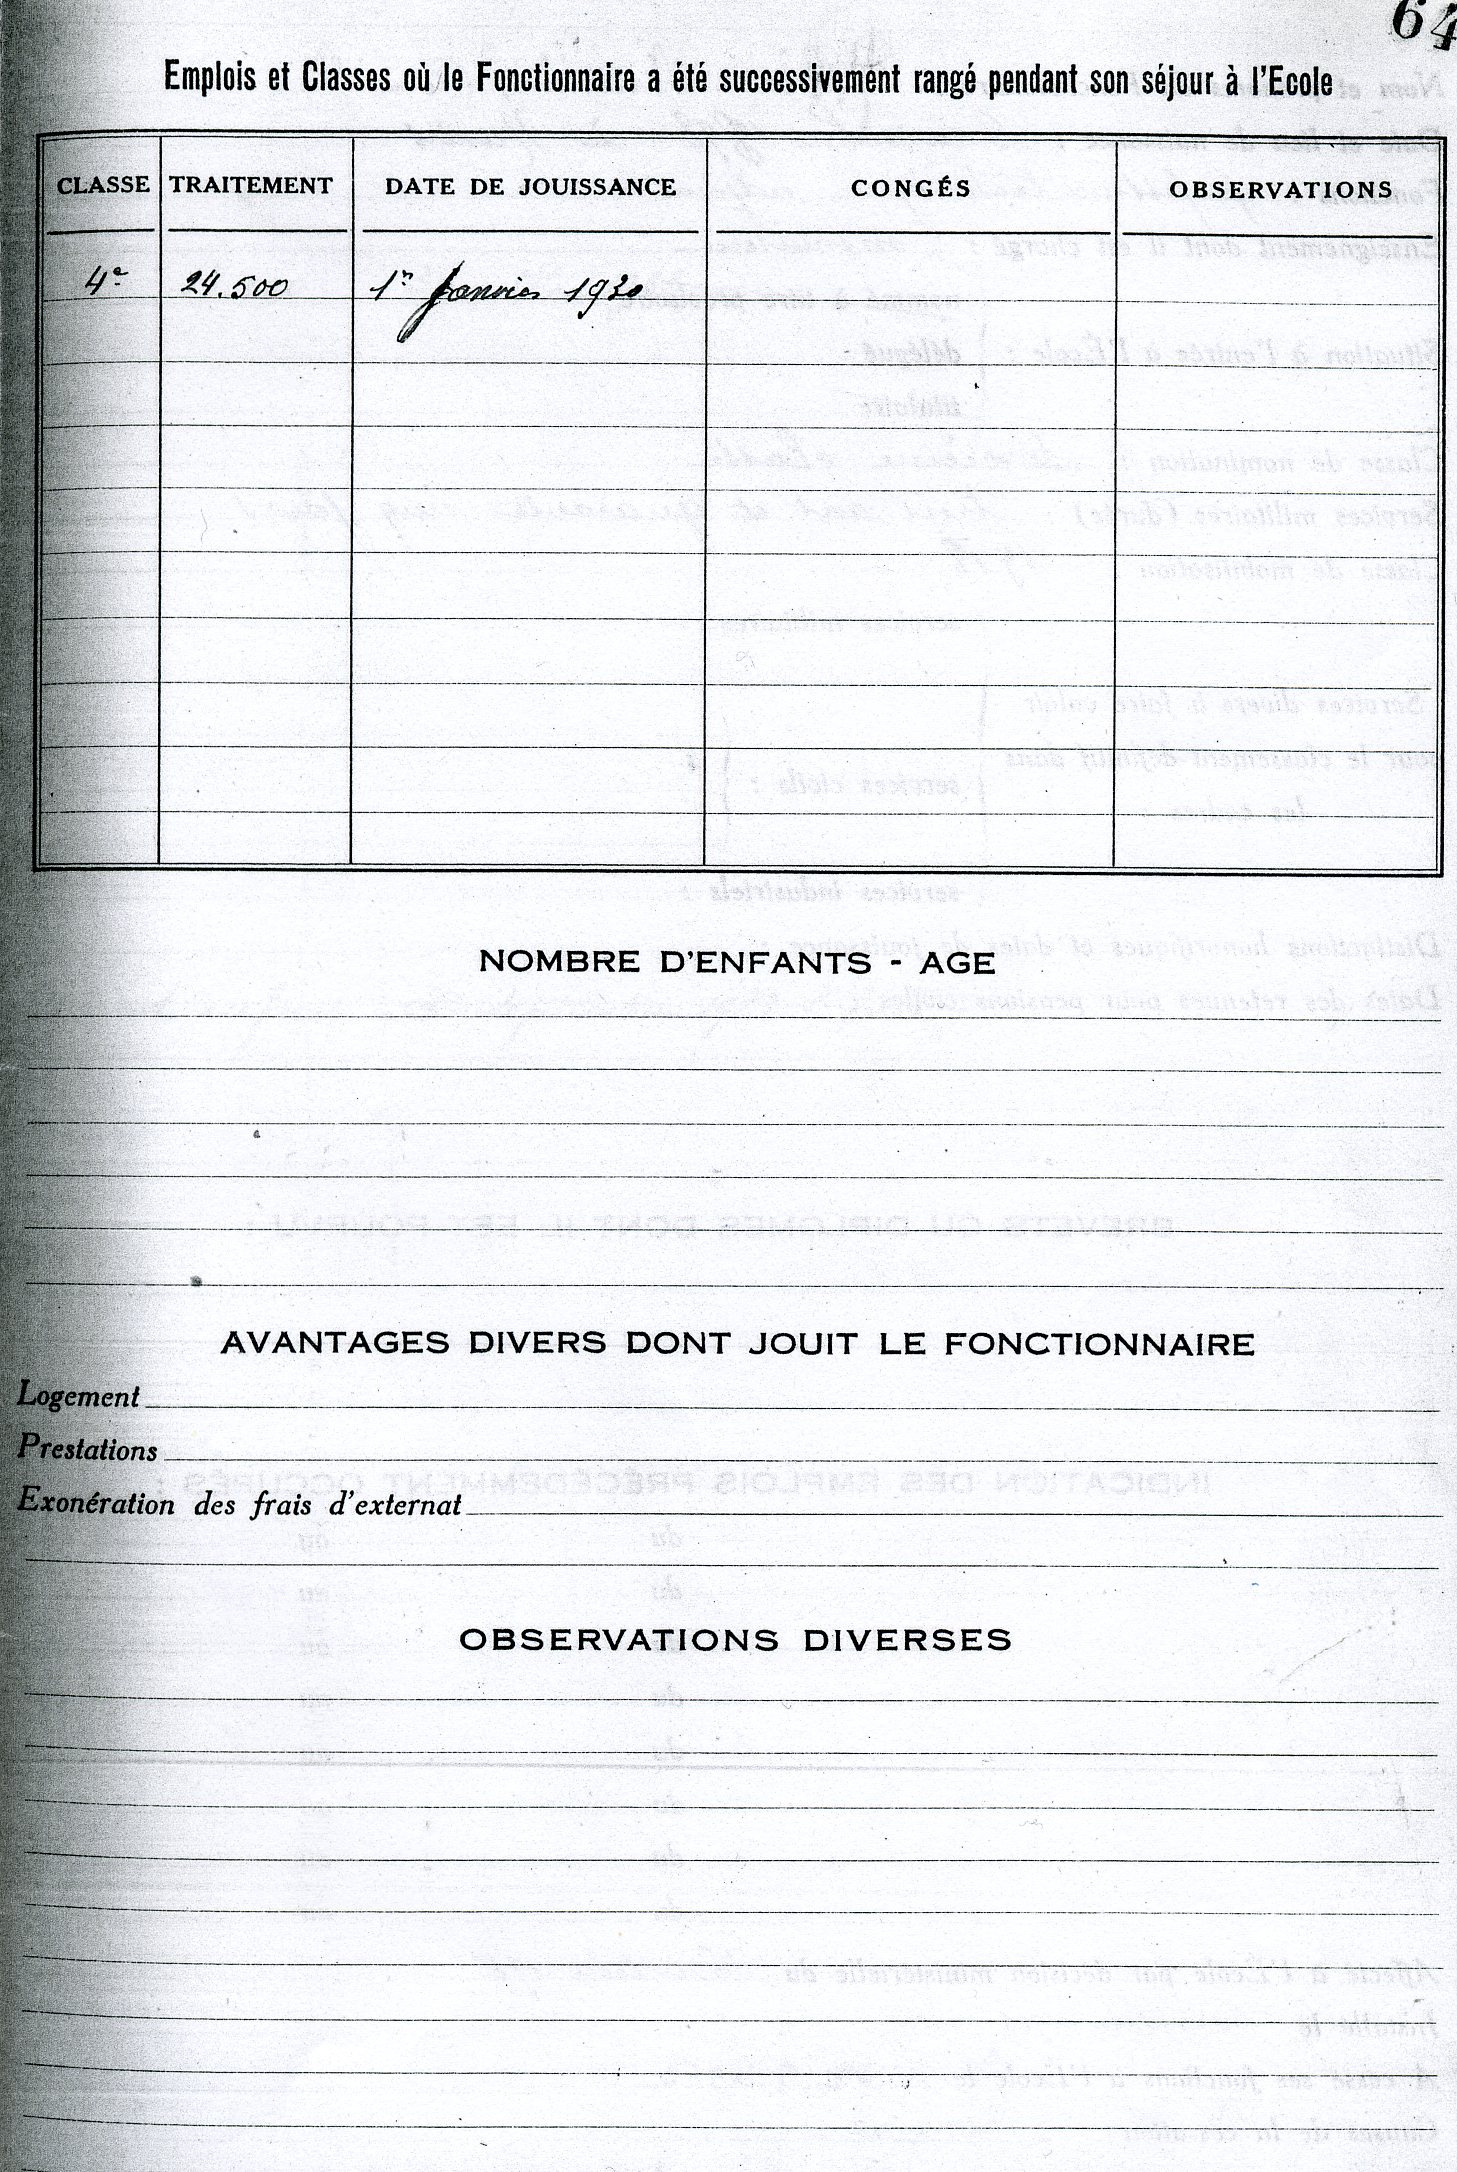 64
Emplois et Classes où le Fonctionnaire a été successivement rangé pendant son séjour à l'Ecole
CLASSE TRAITEMENT DATE DE JOUISSANCE CONGÉS OBSERVATIONS
4e 24.500 1er Janvier 1930
NOMBRE D'ENFANTS - AGE
AVANTAGES DIVERS DONT JOUIT LE FONCTIONNAIRE
Logement
Prestations
Exonération des frais d'externat
OBSERVATIONS DIVERSES